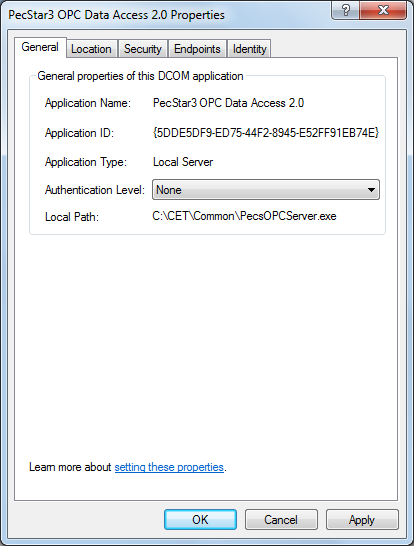 PecStar3 OPC Data Access 2.0 Properties
General Location Security Endpoints Identity
General properties of this DCOM application
Application Name: PecStar3 OPC Data Access 2.0
Application ID: {5DDE5DF9-ED75-44F2-8945-E52FF91EB74E}
Application Type: Local Server
Authentication Level: None
Local Path: C:\CET\Common\PecsOPCServer.exe
Learn more about setting these properties.
OK Cancel Apply